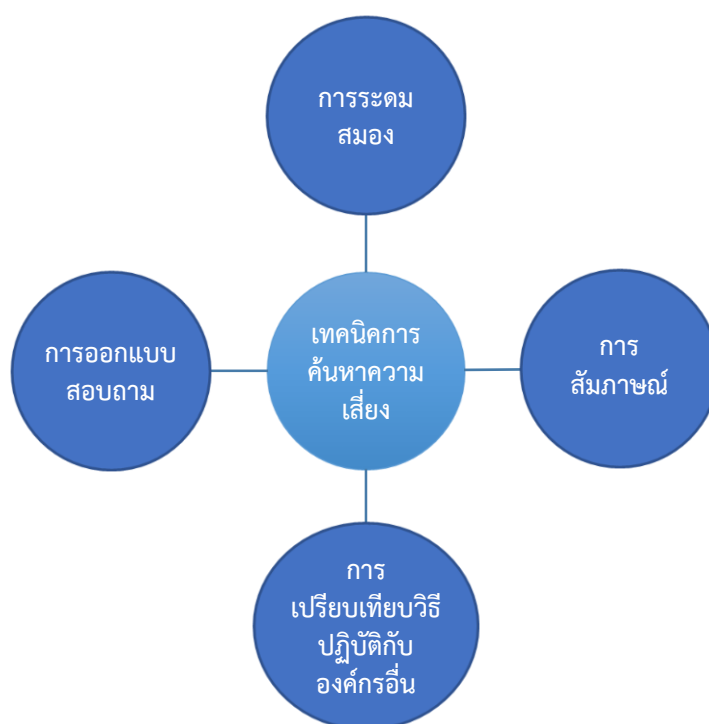 การระดม
สมอง
การออกแบบ
สอบถาม
เทคนิคการ
ค้นหาความ
เสี่ยง
การ
สัมภาษณ์
การ
เปรียบเทียบวิธี
ปฏิบัติกับ
องค์กรอื่น